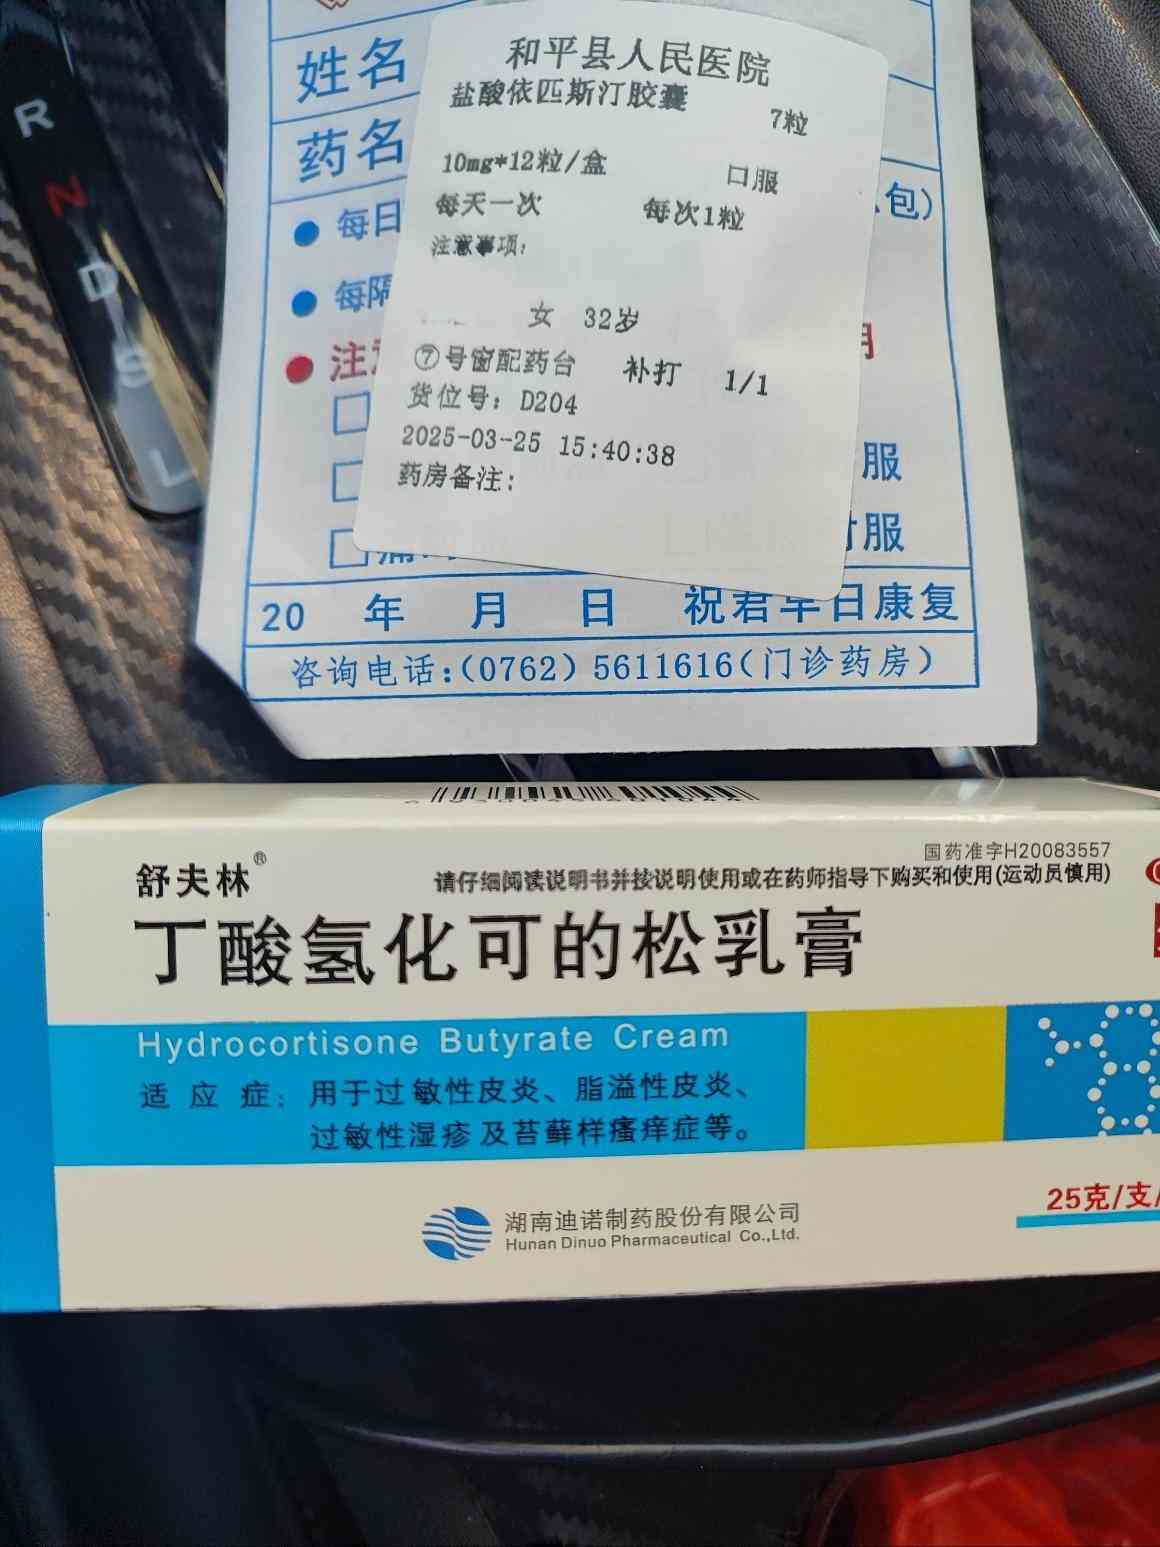 R
N
D
S
L
姓名
药名
包)
每日
每隔
服
时服
和平县人民医院
盐酸依匹斯汀胶囊 7粒
10mg*12粒/盒 口服
每天一次 每次1粒
注意事项:
女 32岁
⑦号窗配药台 补打 1/1
货位号: D204
2025-03-25 15:40:38
药房备注:
20 年 月 日 祝君早日康复
咨询电话:(0762) 5611616(门诊药房)
国药准字H20083557
舒夫林®
请仔细阅读说明书并按说明使用或在药师指导下购买和使用(运动员慎用)
丁酸氢化可的松乳膏
Hydrocortisone Butyrate Cream
适应症: 用于过敏性皮炎、脂溢性皮炎、
过敏性湿疹及苔藓样瘙痒症等。
25克/支/
湖南迪诺制药股份有限公司
Hunan Dinuo Pharmaceutical Co.,Ltd.